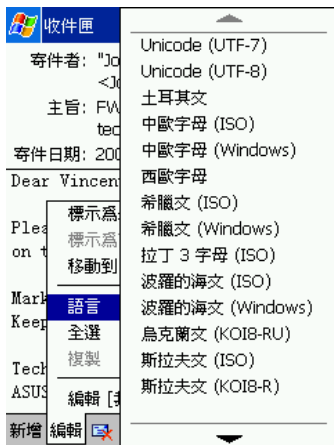 收件匣
寄件者: "Jo
<Jo
主旨: FW
tec
寄件日期: 200
Dear Vincen
Plea
on t
Mark
Keep
Tech
ASUS
標示為
標示為
移動到
語言
全選
複製
編輯 [我
新增 編輯
Unicode (UTF-7)
Unicode (UTF-8)
土耳其文
中歐字母 (ISO)
中歐字母 (Windows)
西歐字母
希臘文 (ISO)
希臘文 (Windows)
拉丁 3 字母 (ISO)
波羅的海文 (ISO)
波羅的海文 (Windows)
烏克蘭文 (KOI8-RU)
斯拉夫文 (ISO)
斯拉夫文 (KOI8-R)